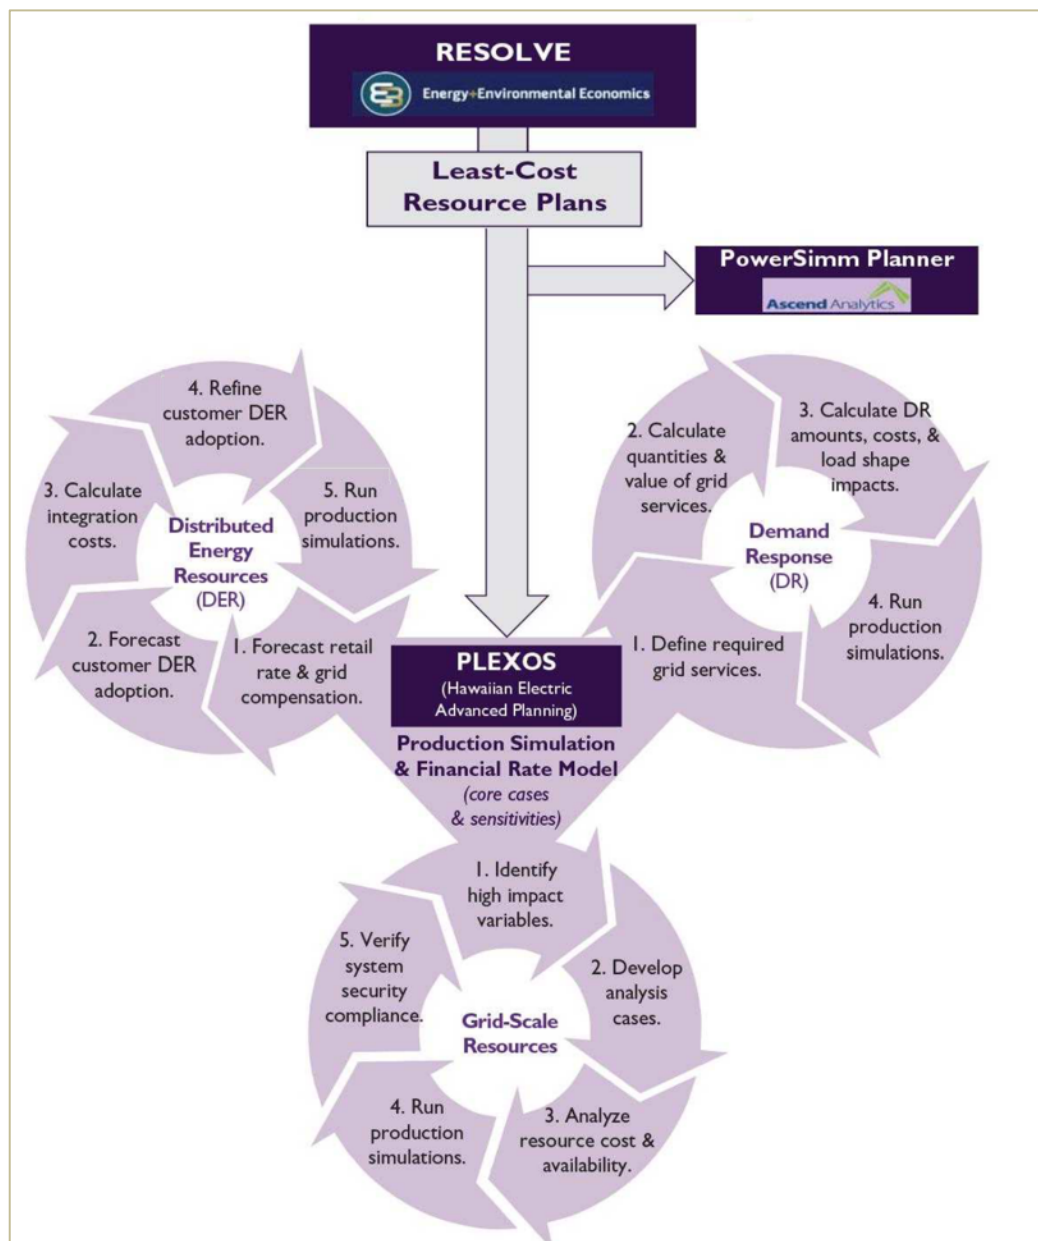 RESOLVE
E3 Energy+Environmental Economics
Least-Cost
Resource Plans
PowerSimm Planner
Ascend Analytics
4. Refine
customer DER
adoption.
3. Calculate
integration
costs.
5. Run
production
simulations.
Distributed
Energy
Resources
(DER)
2. Forecast
customer DER
adoption.
1. Forecast retail
rate & grid
compensation.
2. Calculate
quantities &
value of grid
services.
3. Calculate DR
amounts, costs, &
load shape
impacts.
Demand
Response
(DR)
1. Define required
grid services.
4. Run
production
simulations.
PLEXOS
(Hawaiian Electric
Advanced Planning)
Production Simulation
& Financial Rate Model
(core cases
& sensitivities)
1. Identify
high impact
variables.
5. Verify
system
security
compliance.
2. Develop
analysis
cases.
Grid-Scale
Resources
4. Run
production
simulations.
3. Analyze
resource cost &
availability.